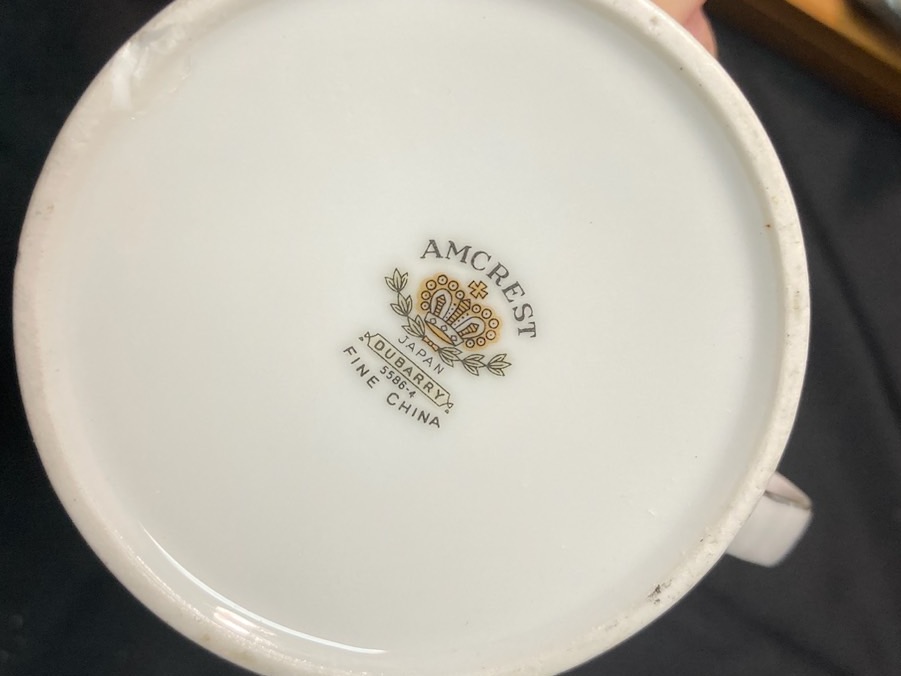 AMCREST
JAPAN
DUBARRY
5586-4
FINE CHINA